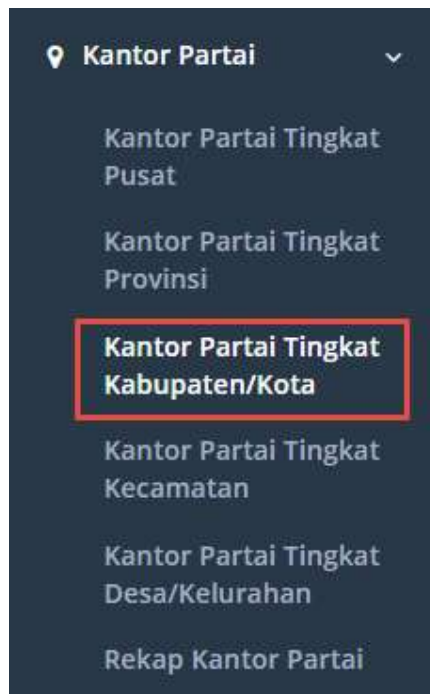 Kantor Partai
Kantor Partai Tingkat
Pusat
Kantor Partai Tingkat
Provinsi
Kantor Partai Tingkat
Kabupaten/Kota
Kantor Partai Tingkat
Kecamatan
Kantor Partai Tingkat
Desa/Kelurahan
Rekap Kantor Partai